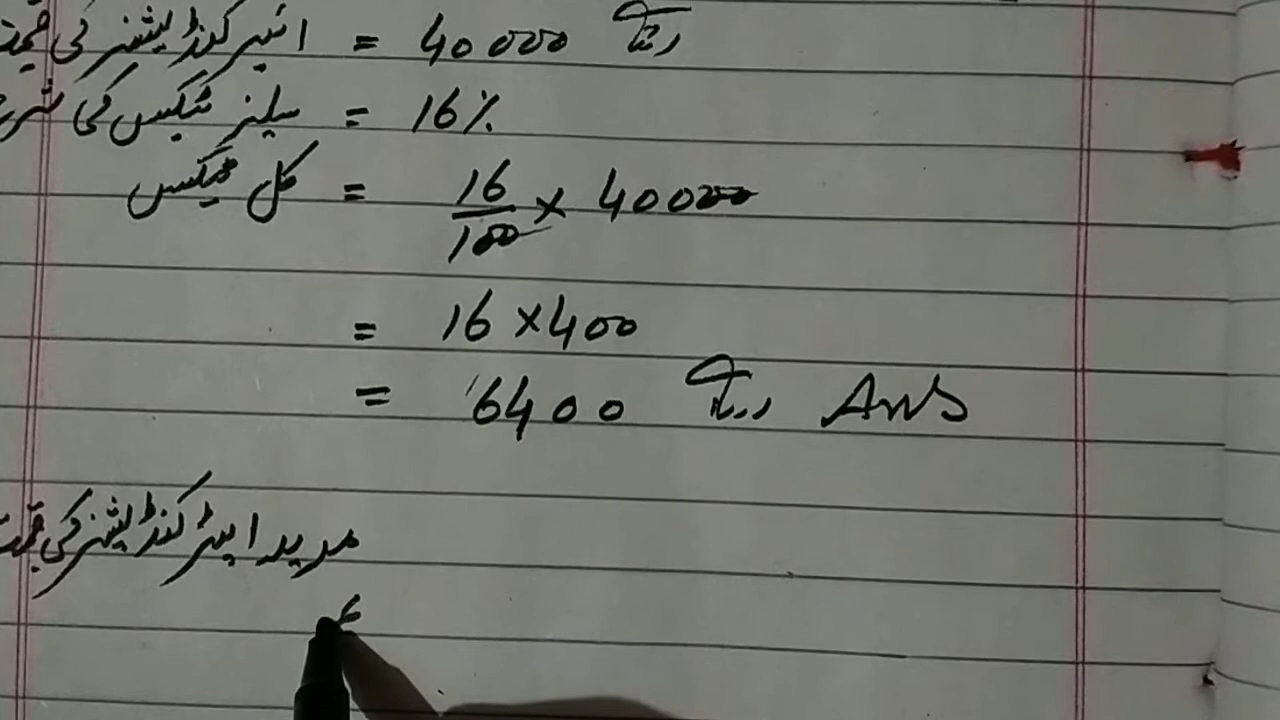 ائیر کنڈیشنر کی قیمت = 40000 روپے
سیلز ٹیکس کی شرح = 16%
کل ٹیکس = 16/100 × 40000
= 16 × 400
= 6400 روپے Ans
ائیر کنڈیشنر کی قیمت